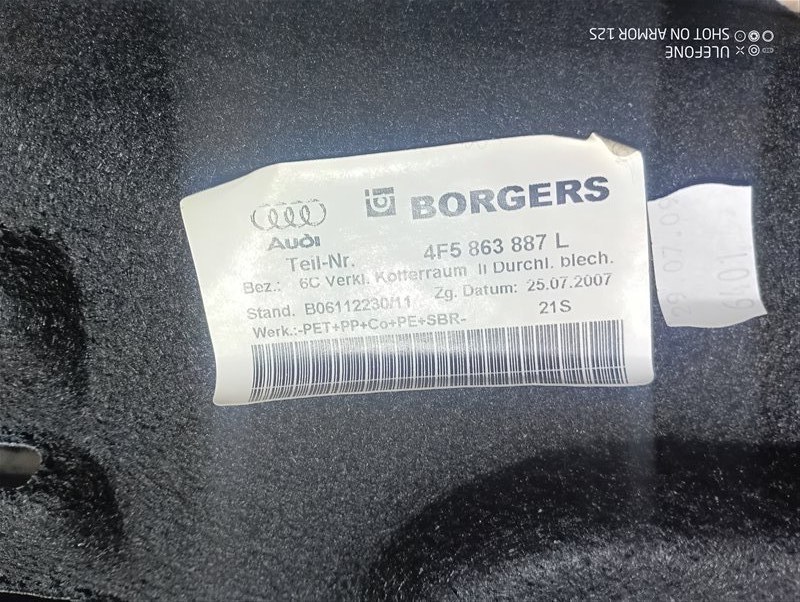 Audi
BORGERS
Teil-Nr. 4F5 863 887 L
Bez.: 6C Verkl. Kofferraum li Durchl. blech.
Stand. B06112230/11 Zg. Datum: 25.07.2007
Werk.:-PET+PP+Co+PE+SBR- 21S
SHOT ON ARMOR 12S
ULEFONE